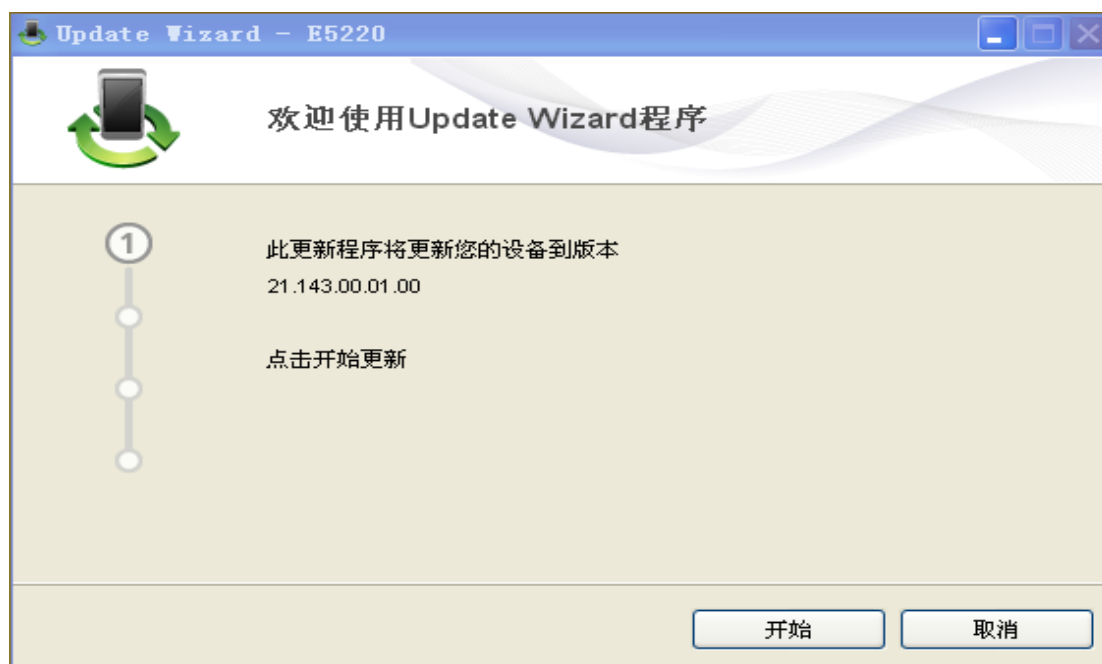 Update Wizard - E5220
欢迎使用Update Wizard程序
1
此更新程序将更新您的设备到版本
21.143.00.01.00
点击开始更新
开始
取消